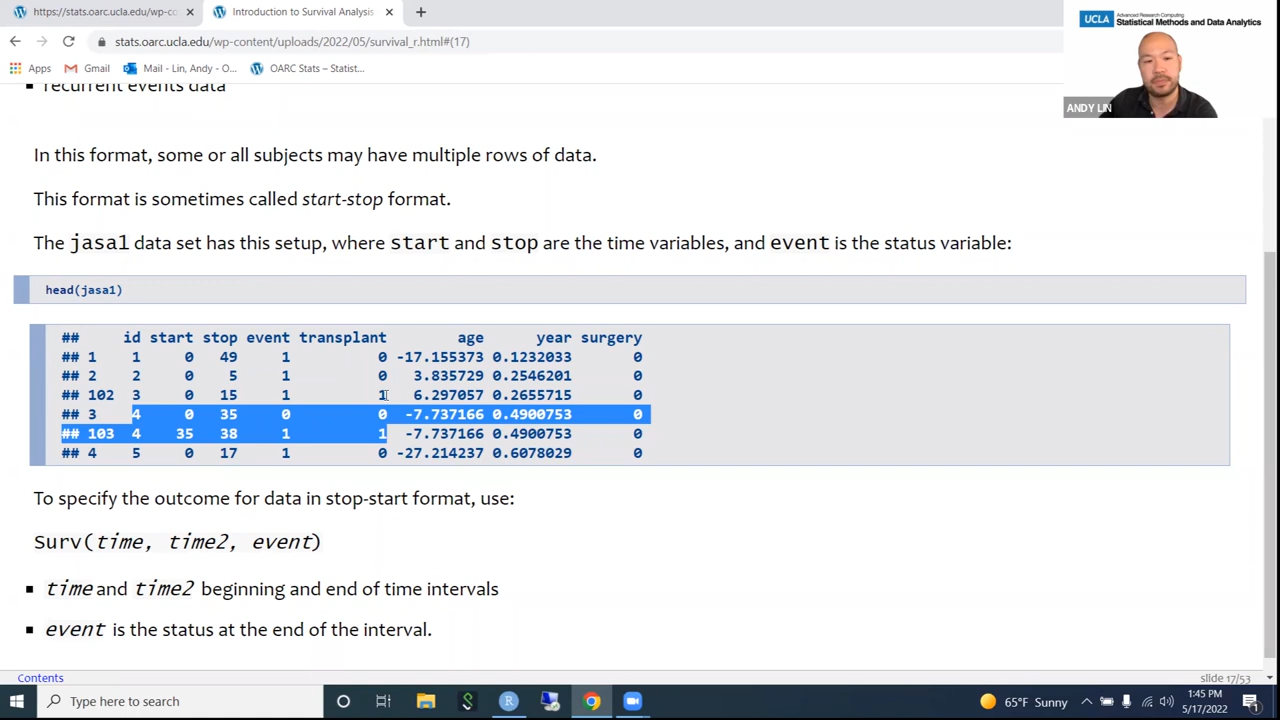 https://stats.oarc.ucla.edu/wp-co
Introduction to Survival Analysis
stats.oarc.ucla.edu/wp-content/uploads/2022/05/survival_r.html#(17)
Apps Gmail Mail - Lin, Andy - O... OARC Stats – Statist...
UCLA
Advanced Research Computing
Statistical Methods and Data Analytics
ANDY LIN
recurrent events data
In this format, some or all subjects may have multiple rows of data.
This format is sometimes called start-stop format.
The jasa1 data set has this setup, where start and stop are the time variables, and event is the status variable:
head(jasa1)
## id start stop event transplant age year surgery
## 1 1 0 49 1 0 -17.155373 0.1232033 0
## 2 2 0 5 1 0 3.835729 0.2546201 0
## 102 3 0 15 1 1 6.297057 0.2655715 0
## 3 4 0 35 0 0 -7.737166 0.4900753 0
## 103 4 35 38 1 1 -7.737166 0.4900753 0
## 4 5 0 17 1 0 -27.214237 0.6078029 0
To specify the outcome for data in stop-start format, use:
Surv(time, time2, event)
▪ time and time2 beginning and end of time intervals
▪ event is the status at the end of the interval.
Contents
slide 17/53
Type here to search
65°F Sunny
1:45 PM
5/17/2022